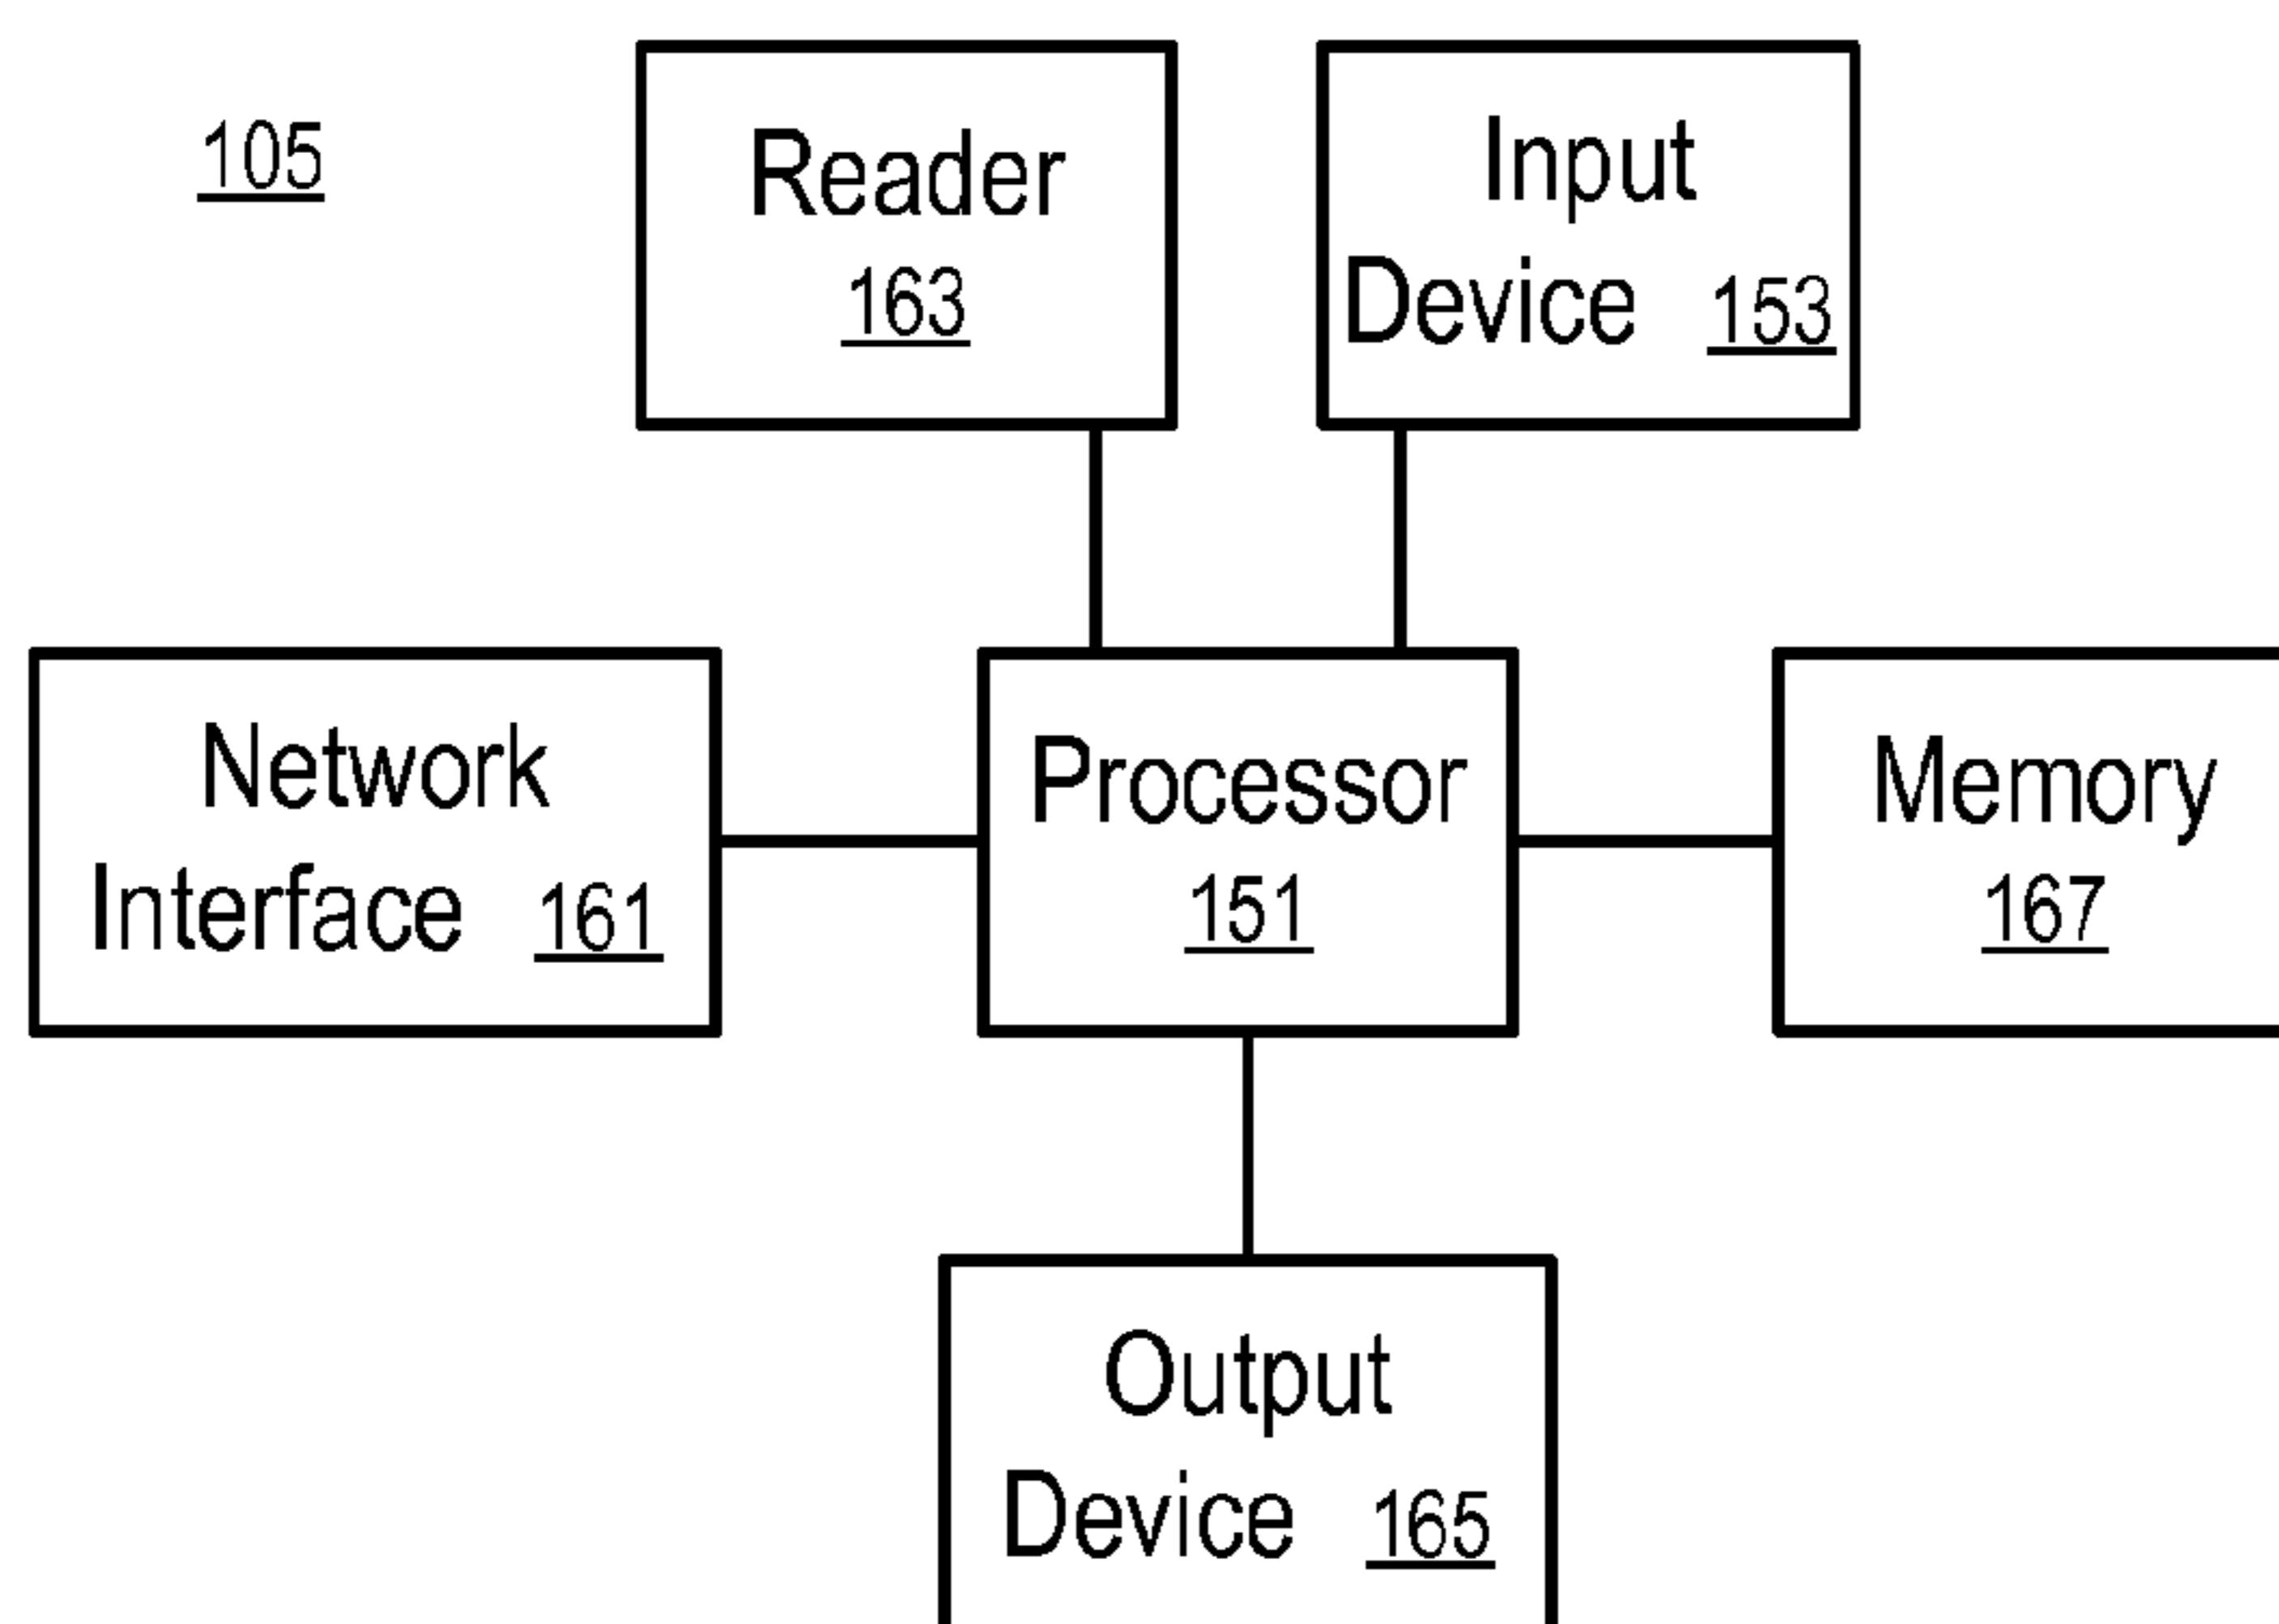 105
Reader
163
Input
Device 153
Network
Interface 161
Processor
151
Memory
167
Output
Device 165